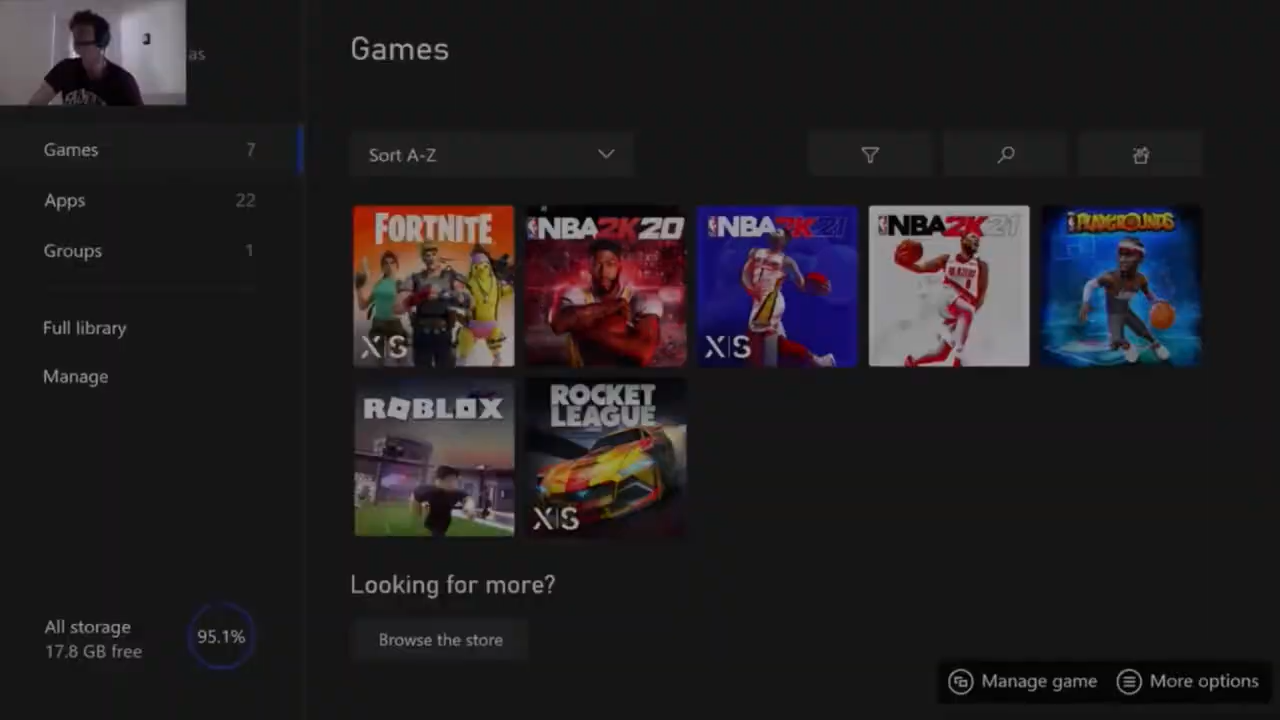 as
Games
Games 7
Apps 22
Groups 1
Full library
Manage
All storage
17.8 GB free
95.1%
Sort A-Z
FORTNITE
X|S
NBA2K20
NBA2K21
X|S
NBA2K21
PLAYGROUNDS
ROBLOX
ROCKET
LEAGUE
X|S
Looking for more?
Browse the store
Manage game
More options